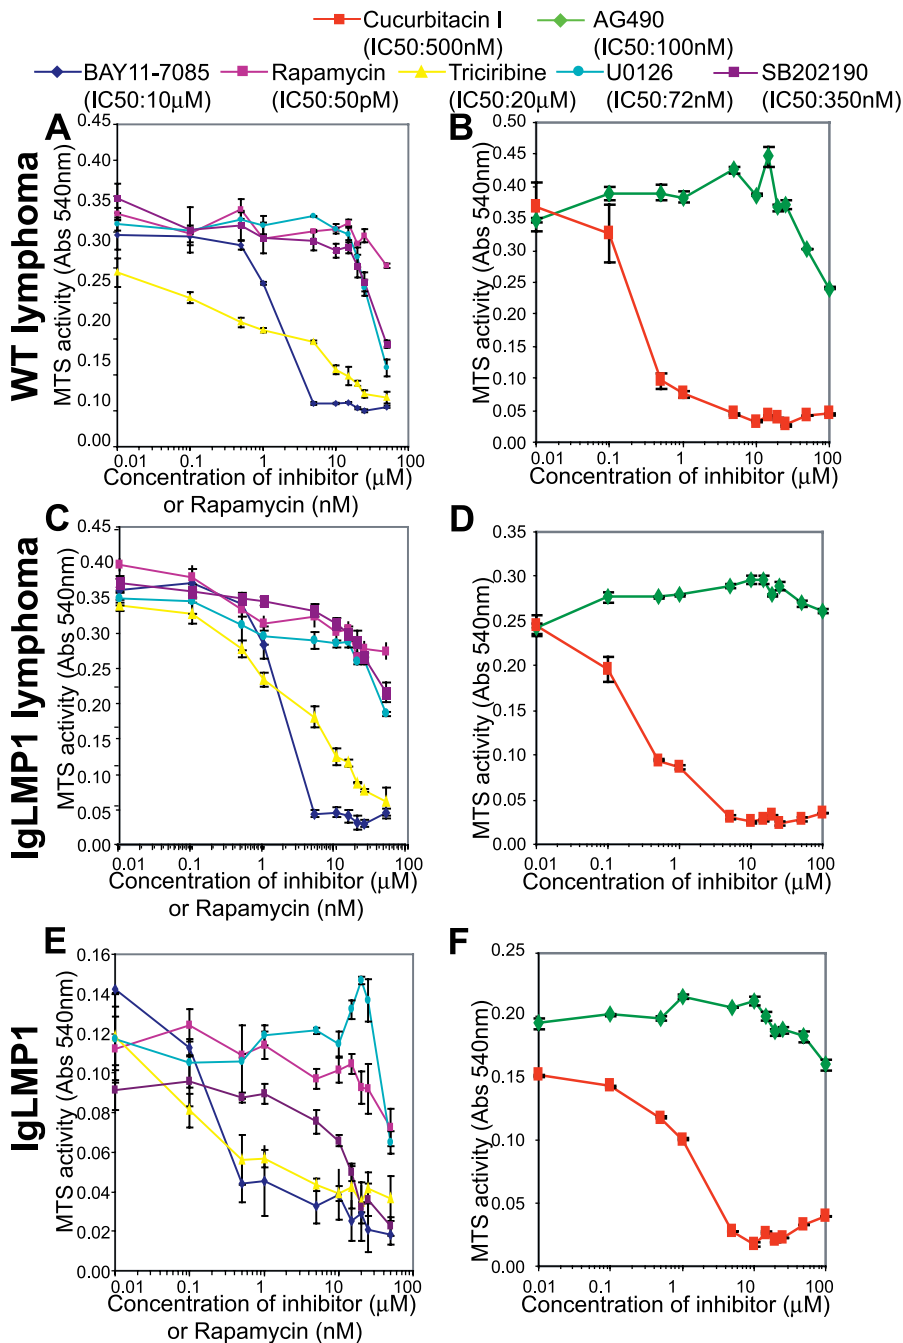 Cucurbitacin I AG490
(IC50:500nM) (IC50:100nM)
BAY11-7085 Rapamycin Triciribine U0126 SB202190
(IC50:10μM) (IC50:50pM) (IC50:20μM) (IC50:72nM) (IC50:350nM)
WT lymphoma
A
MTS activity (Abs 540nm)
0.45
0.40
0.35
0.30
0.25
0.20
0.15
0.10
0.00
0.01 0.1 1 10 100
Concentration of inhibitor (μM)
or Rapamycin (nM)
B
MTS activity (Abs 540nm)
0.50
0.45
0.40
0.35
0.30
0.25
0.20
0.15
0.10
0.05
0.00
0.01 0.1 1 10 100
Concentration of inhibitor (μM)
IgLMP1 lymphoma
C
MTS activity (Abs 540nm)
0.45
0.40
0.35
0.30
0.25
0.20
0.15
0.10
0.05
0.00
0.01 0.1 1 10 100
Concentration of inhibitor (μM)
or Rapamycin (nM)
D
MTS activity (Abs 540nm)
0.35
0.30
0.25
0.20
0.15
0.10
0.05
0.00
0.01 0.1 1 10 100
Concentration of inhibitor (μM)
IgLMP1
E
MTS activity (Abs 540nm)
0.16
0.14
0.12
0.10
0.08
0.06
0.04
0.02
0.00
0.01 0.1 1 10 100
Concentration of inhibitor (μM)
or Rapamycin (nM)
F
MTS activity (Abs 540nm)
0.25
0.20
0.15
0.10
0.05
0.00
0.01 0.1 1 10 100
Concentration of inhibitor (μM)